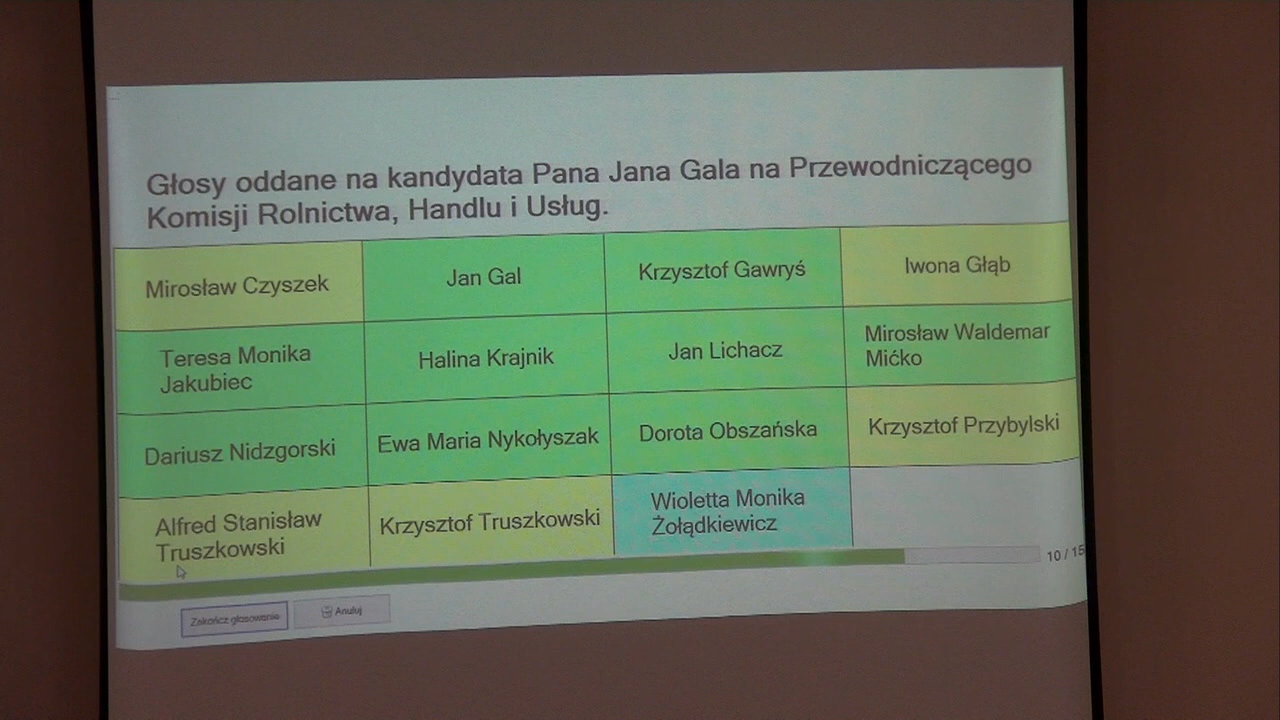 Głosy oddane na kandydata Pana Jana Gala na Przewodniczącego
Komisji Rolnictwa, Handlu i Usług.
Mirosław Czyszek
Jan Gal
Krzysztof Gawryś
Iwona Głąb
Teresa Monika
Jakubiec
Halina Krajnik
Jan Lichacz
Mirosław Waldemar
Mićko
Dariusz Nidzgorski
Ewa Maria Nykołyszak
Dorota Obszańska
Krzysztof Przybylski
Alfred Stanisław
Truszkowski
Krzysztof Truszkowski
Wioletta Monika
Żołądkiewicz
10 / 15
Zakończ głosowanie
Anuluj